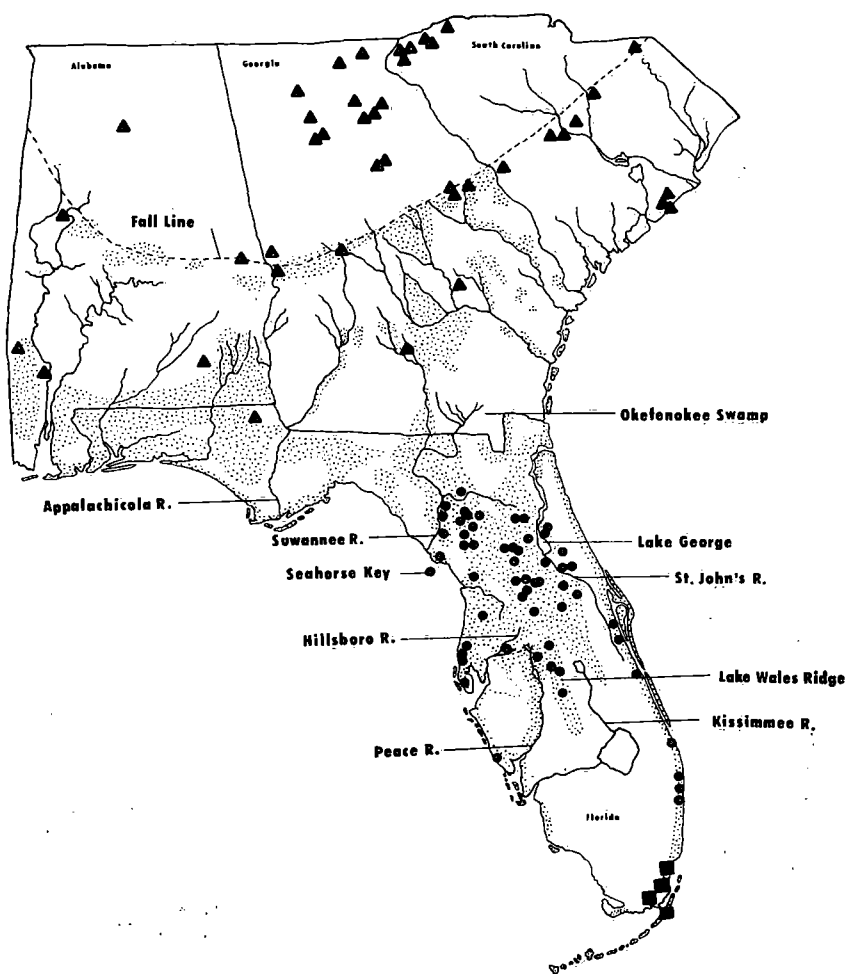 Alabama
Georgia
South Carolina
Fall Line
Okefenokee Swamp
Appalachicola R.
Suwannee R.
Lake George
Seahorse Key
St. John's R.
Hillsboro R.
Lake Wales Ridge
Kissimmee R.
Peace R.
Florida